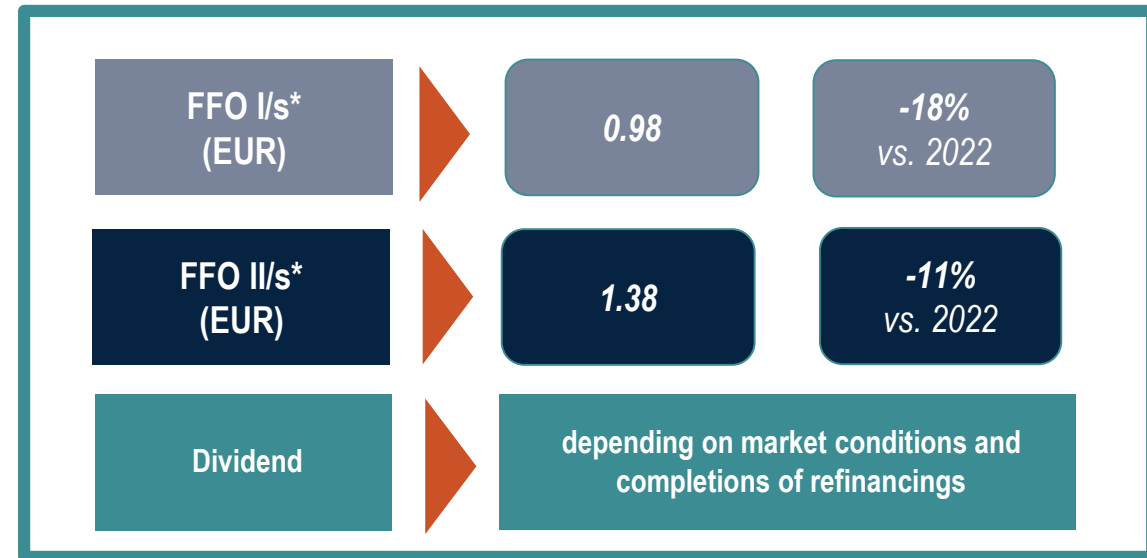 FFO I/s*
(EUR)
0.98
-18%
vs. 2022
FFO II/s*
(EUR)
1.38
-11%
vs. 2022
Dividend
depending on market conditions and
completions of refinancings